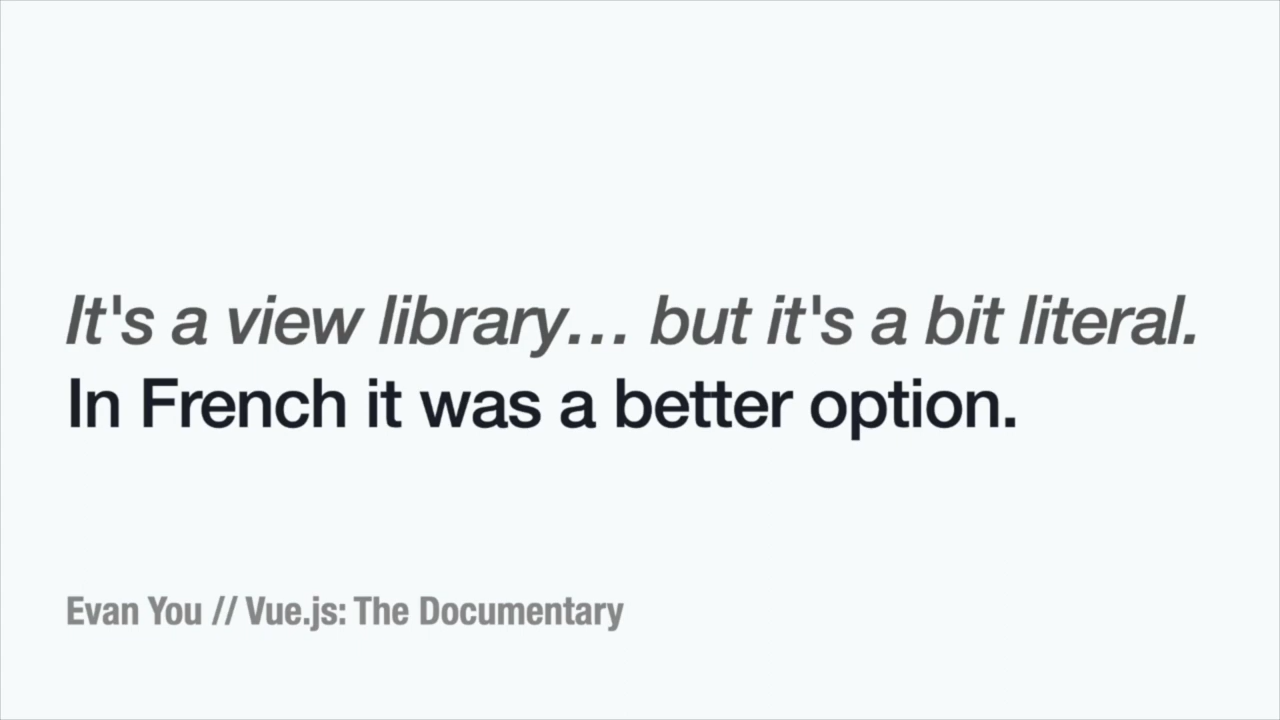 It's a view library… but it's a bit literal.
In French it was a better option.
Evan You // Vue.js: The Documentary